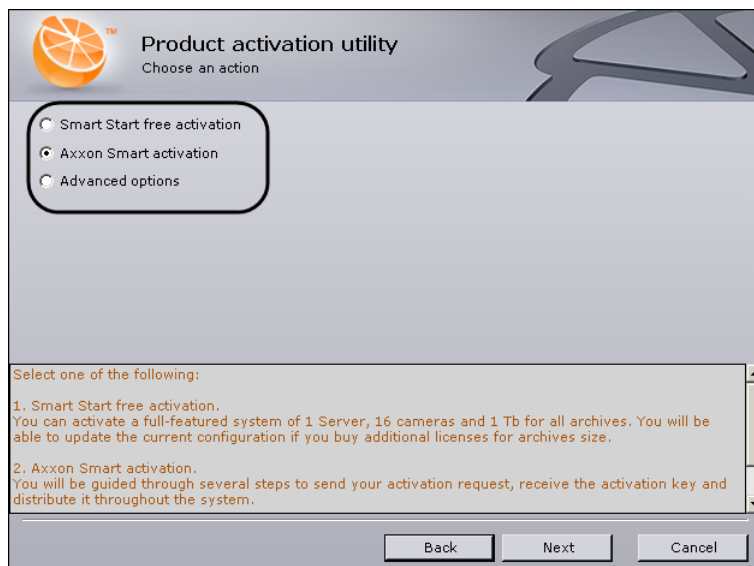 TM
Product activation utility
Choose an action
Smart Start free activation
Axxon Smart activation
Advanced options
Select one of the following:
1. Smart Start free activation.
You can activate a full-featured system of 1 Server, 16 cameras and 1 Tb for all archives. You will be
able to update the current configuration if you buy additional licenses for archives size.
2. Axxon Smart activation.
You will be guided through several steps to send your activation request, receive the activation key and
distribute it throughout the system.
Back Next Cancel